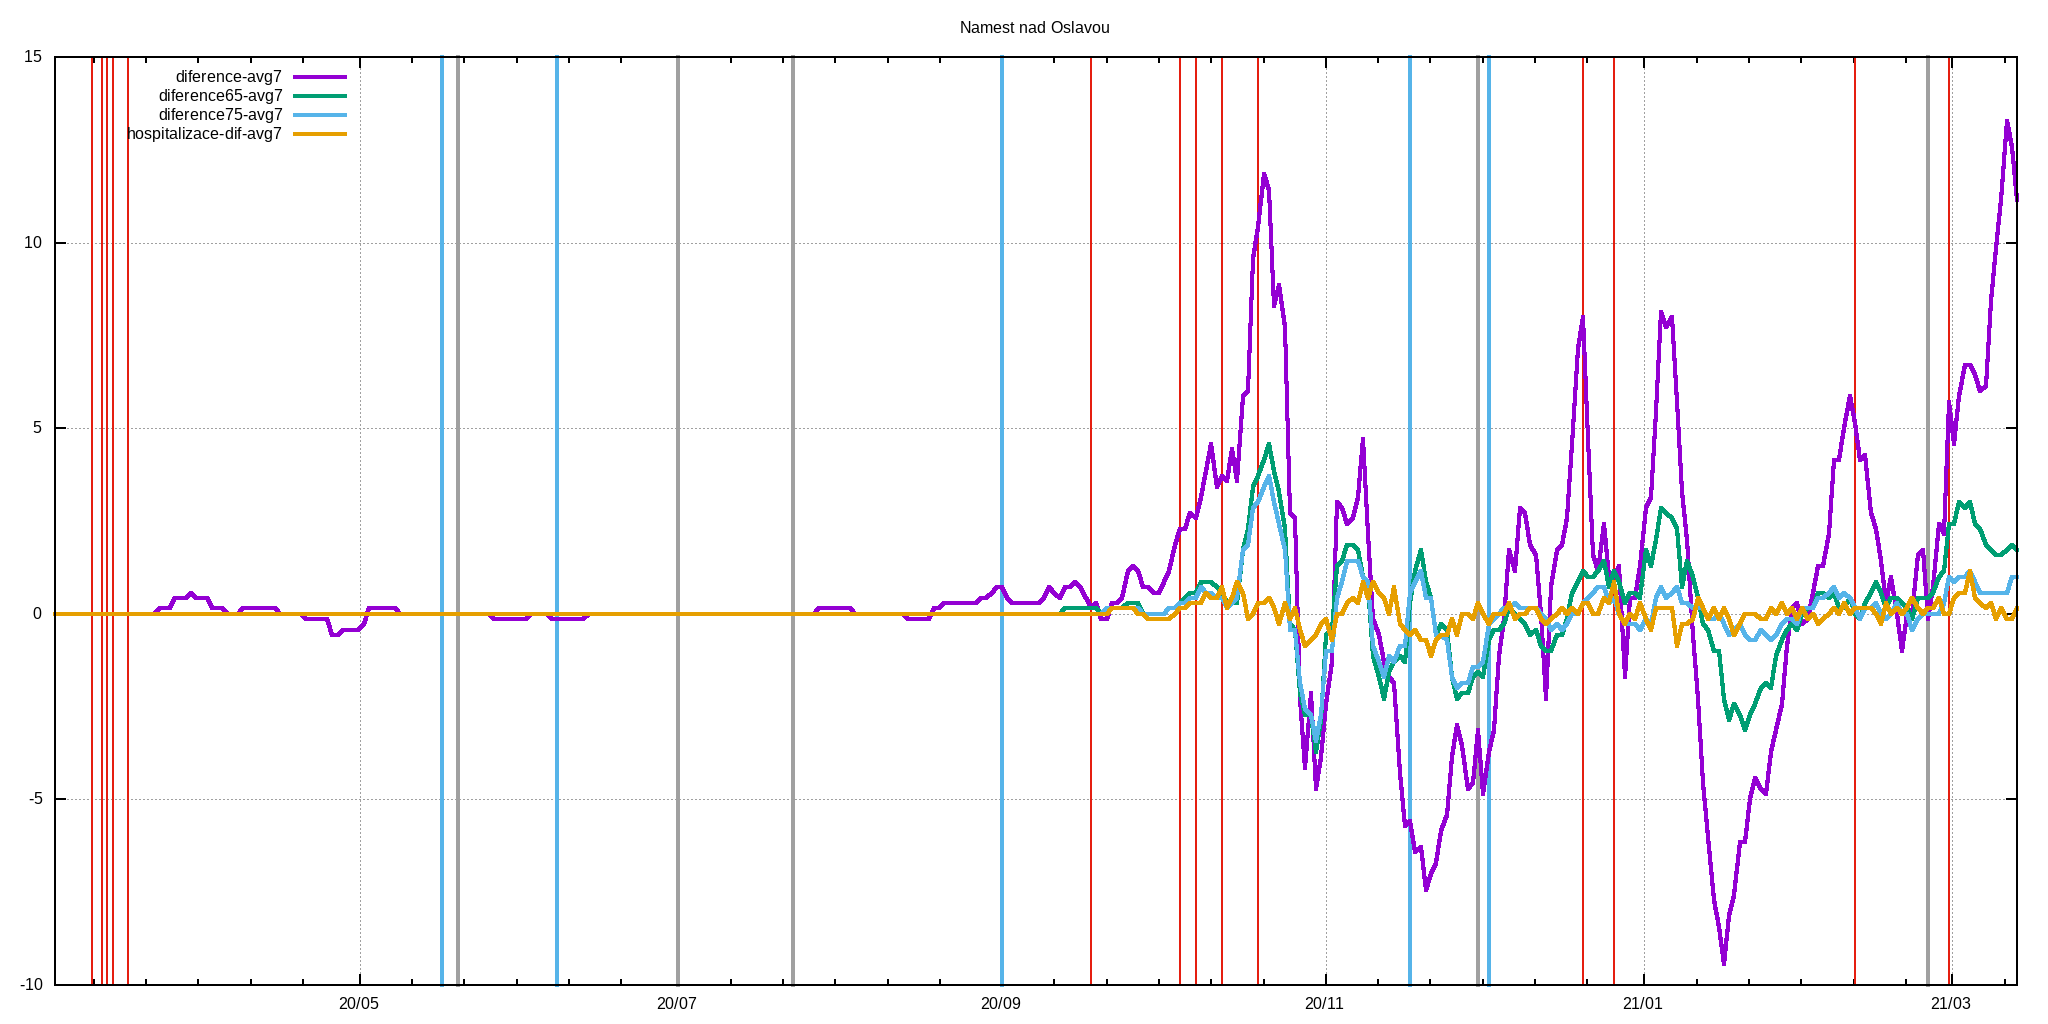 Namest nad Oslavou
15
10
5
0
-5
-10
diference-avg7
diference65-avg7
diference75-avg7
hospitalizace-dif-avg7
20/05
20/07
20/09
20/11
21/01
21/03